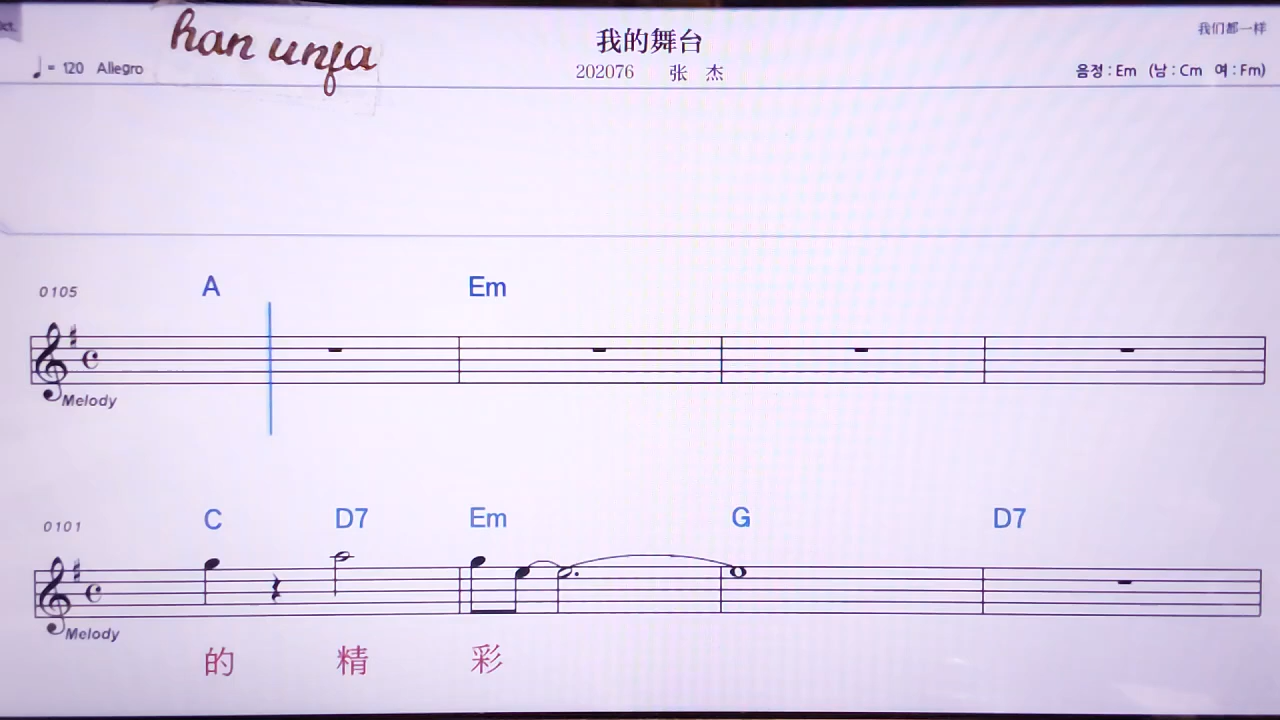 han unfa
我的舞台
我们都一样
♩= 120 Allegro
202076 张 杰
음정 : Em (남 : Cm 여 : Fm)
0105 A Em
Melody
0101 C D7 Em G D7
Melody
的 精 彩